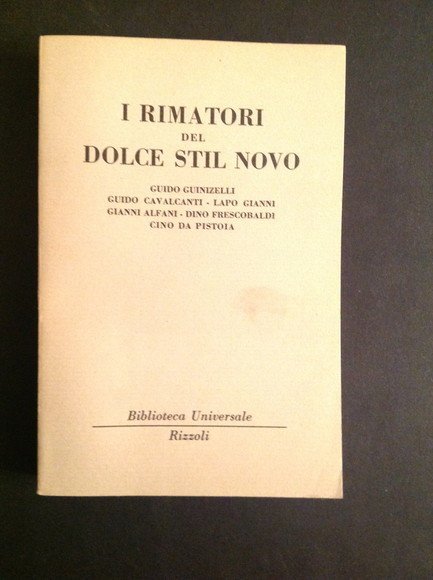 I RIMATORI
DEL
DOLCE STIL NOVO
GUIDO GUINIZELLI
GUIDO CAVALCANTI - LAPO GIANNI
GIANNI ALFANI - DINO FRESCOBALDI
CINO DA PISTOIA
Biblioteca Universale
Rizzoli